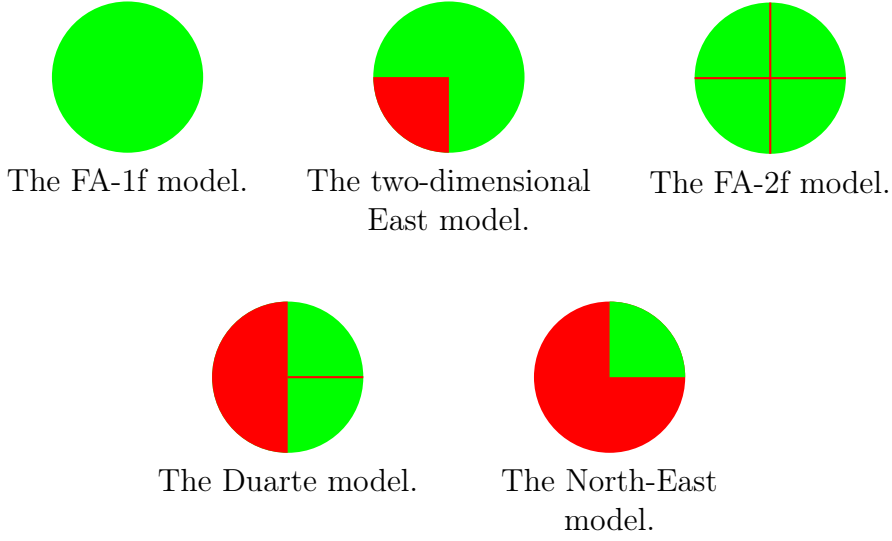 The FA-1f model.
The two-dimensional
East model.
The FA-2f model.
The Duarte model.
The North-East
model.